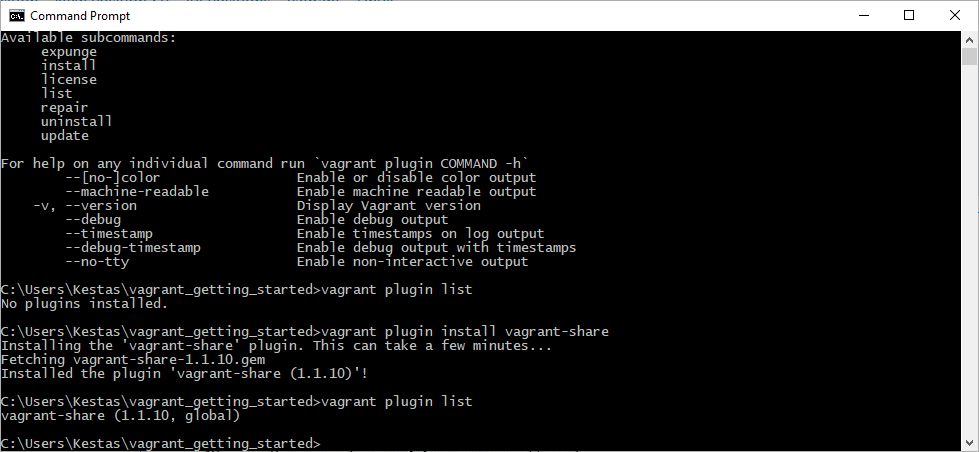 Command Prompt
Available subcommands:
     expunge
     install
     license
     list
     repair
     uninstall
     update

For help on any individual command run `vagrant plugin COMMAND -h`
        --[no-]color                 Enable or disable color output
        --machine-readable           Enable machine readable output
    -v, --version                    Display Vagrant version
        --debug                      Enable debug output
        --timestamp                  Enable timestamps on log output
        --debug-timestamp            Enable debug output with timestamps
        --no-tty                     Enable non-interactive output

C:\Users\Kestas\vagrant_getting_started>vagrant plugin list
No plugins installed.

C:\Users\Kestas\vagrant_getting_started>vagrant plugin install vagrant-share
Installing the 'vagrant-share' plugin. This can take a few minutes...
Fetching vagrant-share-1.1.10.gem
Installed the plugin 'vagrant-share (1.1.10)'!

C:\Users\Kestas\vagrant_getting_started>vagrant plugin list
vagrant-share (1.1.10, global)

C:\Users\Kestas\vagrant_getting_started>